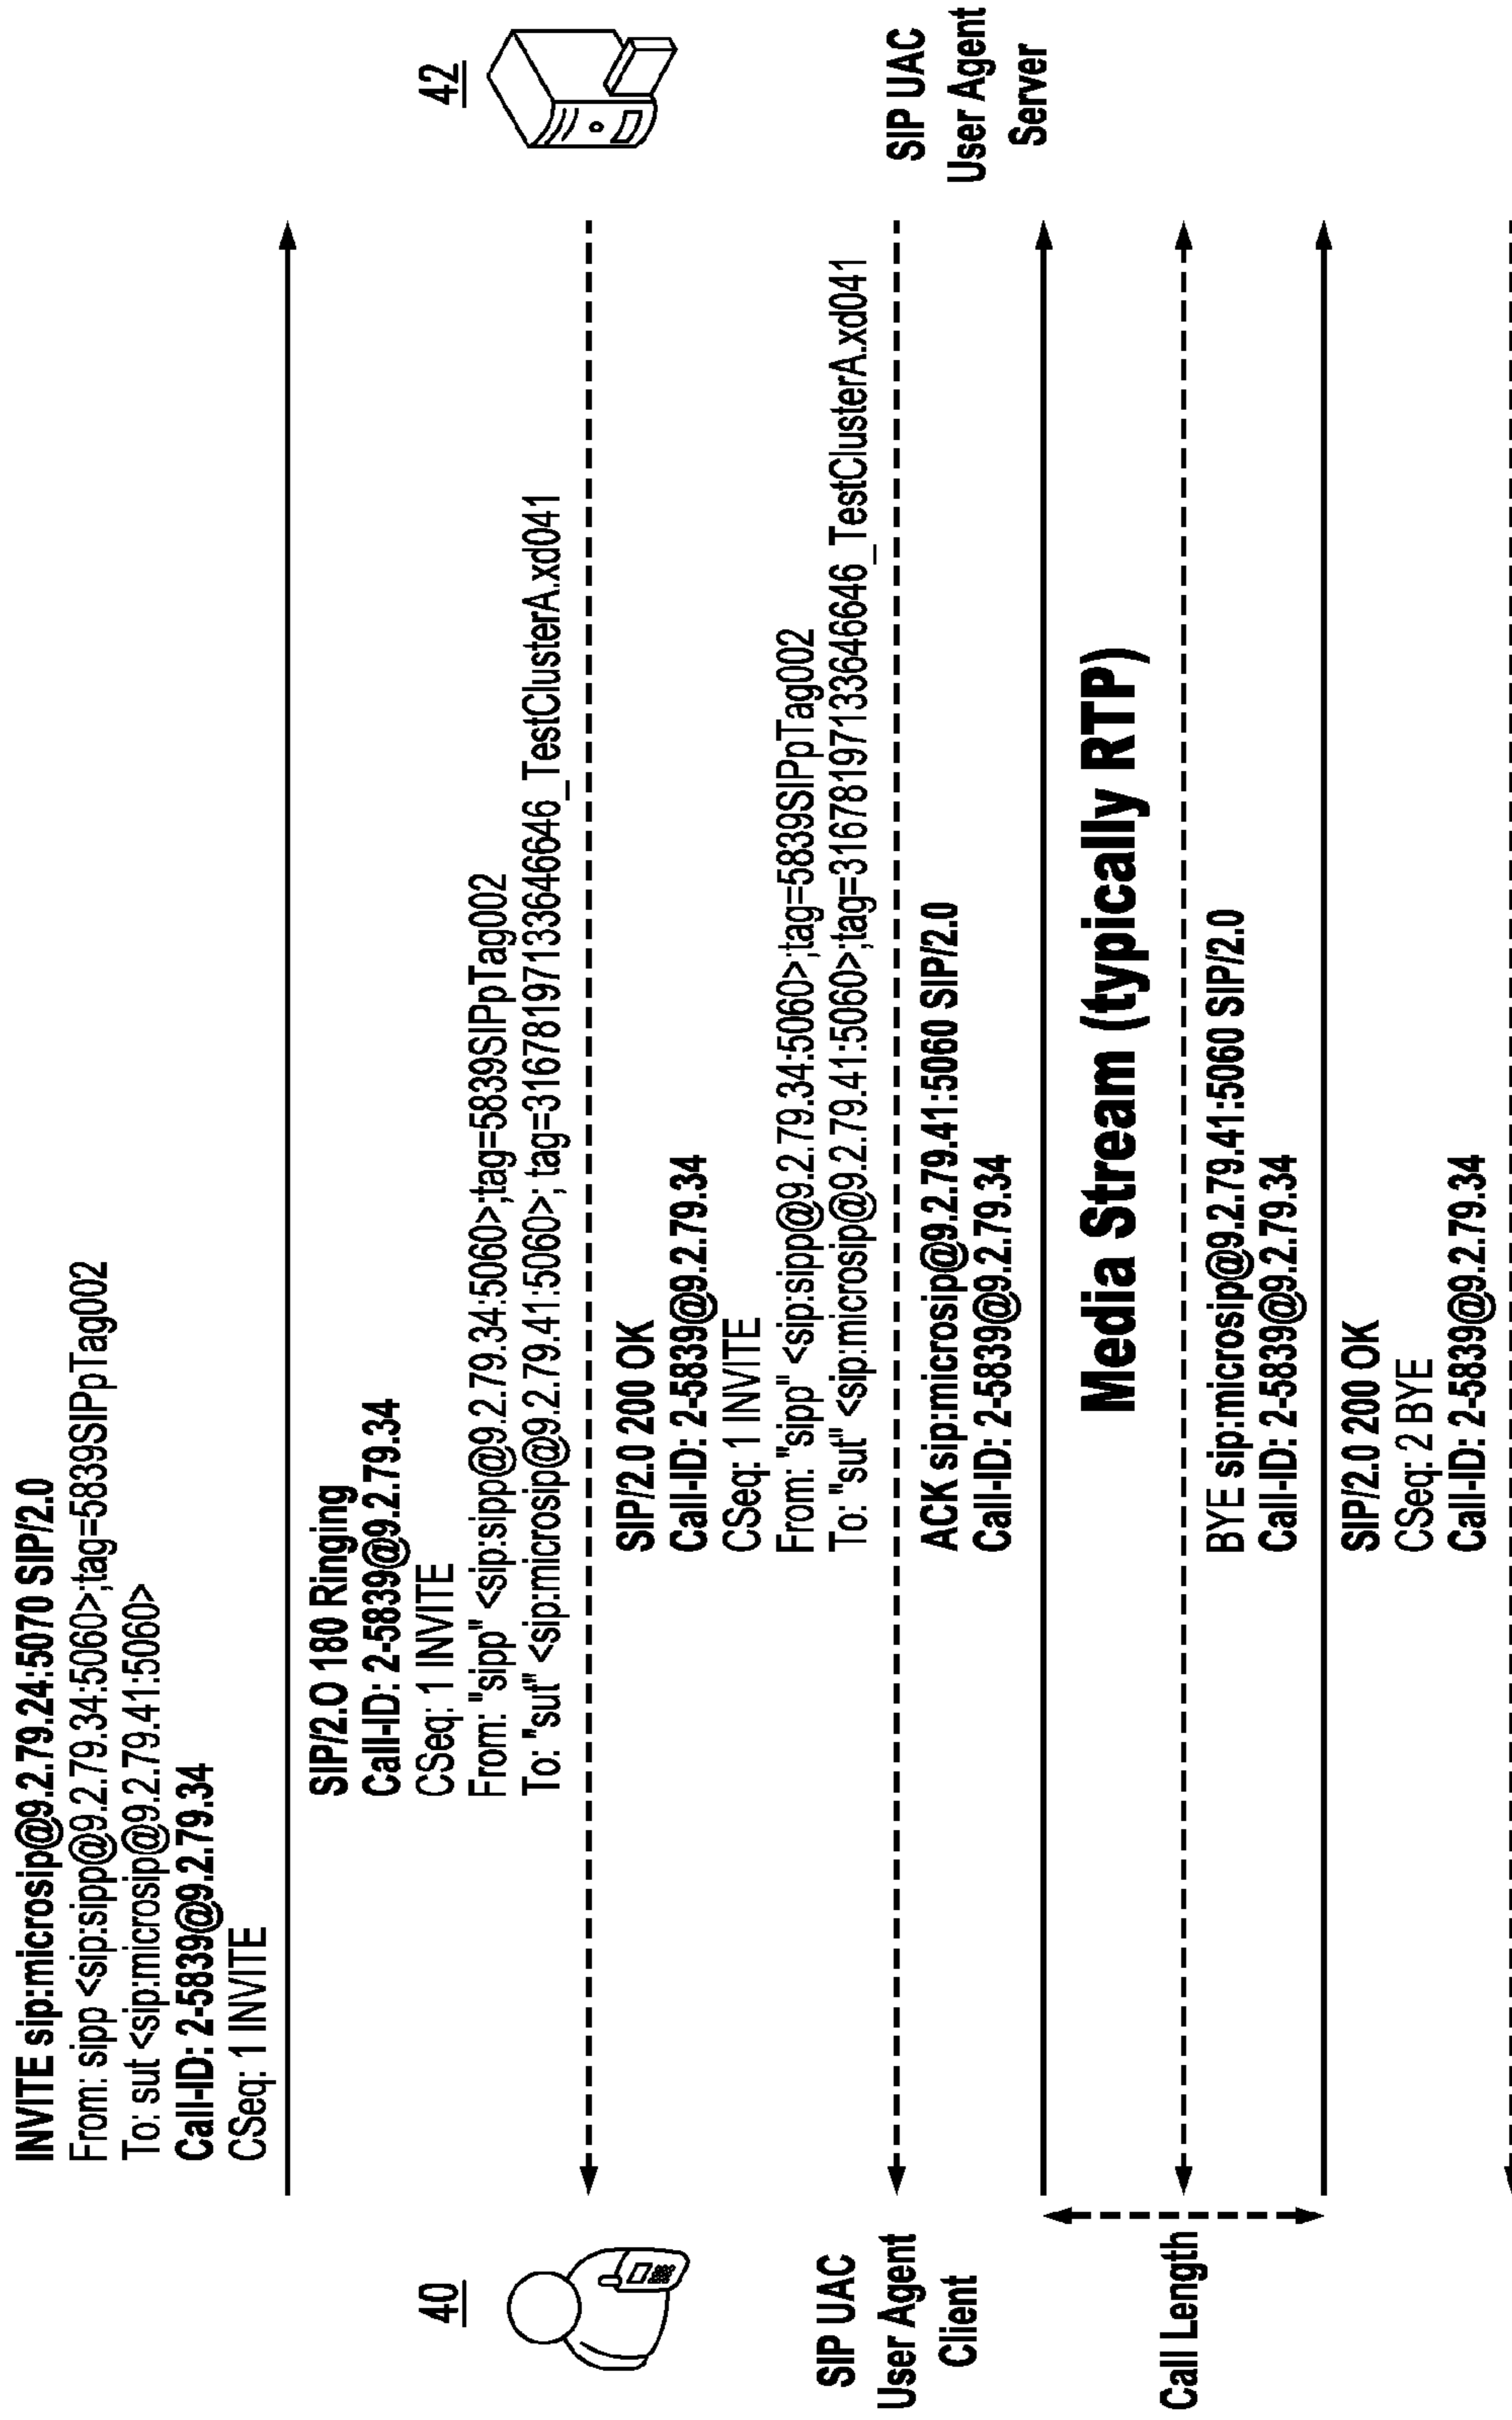 INVITE sip:microsip@9.2.79.24:5070 SIP/2.0
From: sipp <sip:sipp@9.2.79.34:5060>;tag=5839SIPpTag002
To: sut <sip:microsip@9.2.79.41:5060>
Call-ID: 2-5839@9.2.79.34
CSeq: 1 INVITE
SIP/2.O 180 Ringing
Call-ID: 2-5839@9.2.79.34
CSeq: 1 INVITE
From: "sipp" <sip:sipp@9.2.79.34:5060>;tag=5839SIPpTag002
To: "sut" <sip:microsip@9.2.79.41:5060>; tag=3167819713364664​6_TestClusterA.xd041
40
42
SIP/2.0 200 OK
Call-ID: 2-5839@9.2.79.34
CSeq: 1 INVITE
From: "sipp" <sip:sipp@9.2.79.34:5060>;tag=5839SIPpTag002
To: "sut" <sip:microsip@9.2.79.41:5060>;tag=31678197133646646_TestClusterA.xd041
SIP UAC
User Agent
Client
SIP UAC
User Agent
Server
ACK sip:microsip@9.2.79.41:5060 SIP/2.0
Call-ID: 2-5839@9.2.79.34
Media Stream (typically RTP)
Call Length
BYE sip:microsip@9.2.79.41:5060 SIP/2.0
Call-ID: 2-5839@9.2.79.34
SIP/2.0 200 OK
CSeq: 2 BYE
Call-ID: 2-5839@9.2.79.34